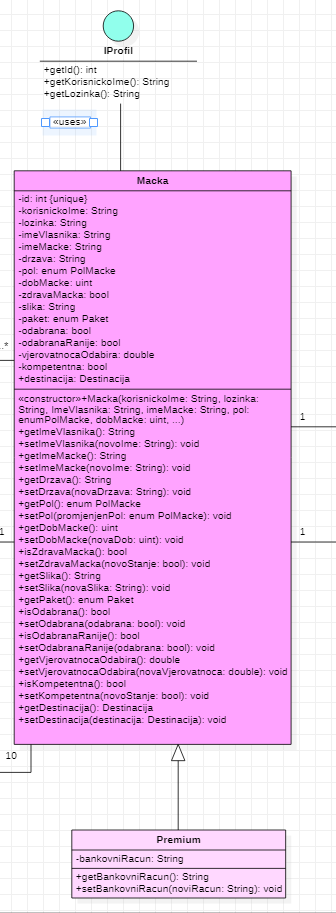 IProfil
+getId(): int
+getKorisnickoIme(): String
+getLozinka(): String
«uses»
Macka
-id: int {unique}
-korisnickoIme: String
-lozinka: String
-imeVlasnika: String
-imeMacke: String
-drzava: String
-pol: enum PolMacke
-dobMacke: uint
-zdravaMacka: bool
-slika: String
-paket: enum Paket
-odabrana: bool
-odabranaRanije: bool
-vjerovatnocaOdabira: double
-kompetentna: bool
+destinacija: Destinacija
..*
«constructor»+Macka(korisnickoIme: String, lozinka:
String, ImeVlasnika: String, imeMacke: String, pol:
enumPolMacke, dobMacke: uint, ...)
+getImeVlasnika(): String
+setImeVlasnika(novoIme: String): void
+getImeMacke(): String
+setImeMacke(novoIme: String): void
+getDrzava(): String
+setDrzava(novaDrzava: String): void
+getPol(): enum PolMacke
+setPol(promjenjenPol: enum PolMacke): void
+getDobMacke(): uint
+setDobMacke(novaDob: uint): void
+isZdravaMacka(): bool
+setZdravaMacka(novoStanje: bool): void
+getSlika(): String
+setSlika(novaSlika: String): void
+getPaket(): enum Paket
+isOdabrana(): bool
+setOdabrana(odabrana: bool): void
+isOdabranaRanije(): bool
+setOdabranaRanije(odabrana: bool): void
+getVjerovatnocaOdabira(): double
+setVjerovatnocaOdabira(novaVjerovatnoca: double): void
+isKompetentna(): bool
+setKompetentna(novoStanje: bool): void
+getDestinacija(): Destinacija
+setDestinacija(destinacija: Destinacija): void
1
1
1
10
Premium
-bankovniRacun: String
+getBankovniRacun(): String
+setBankovniRacun(noviRacun: String): void